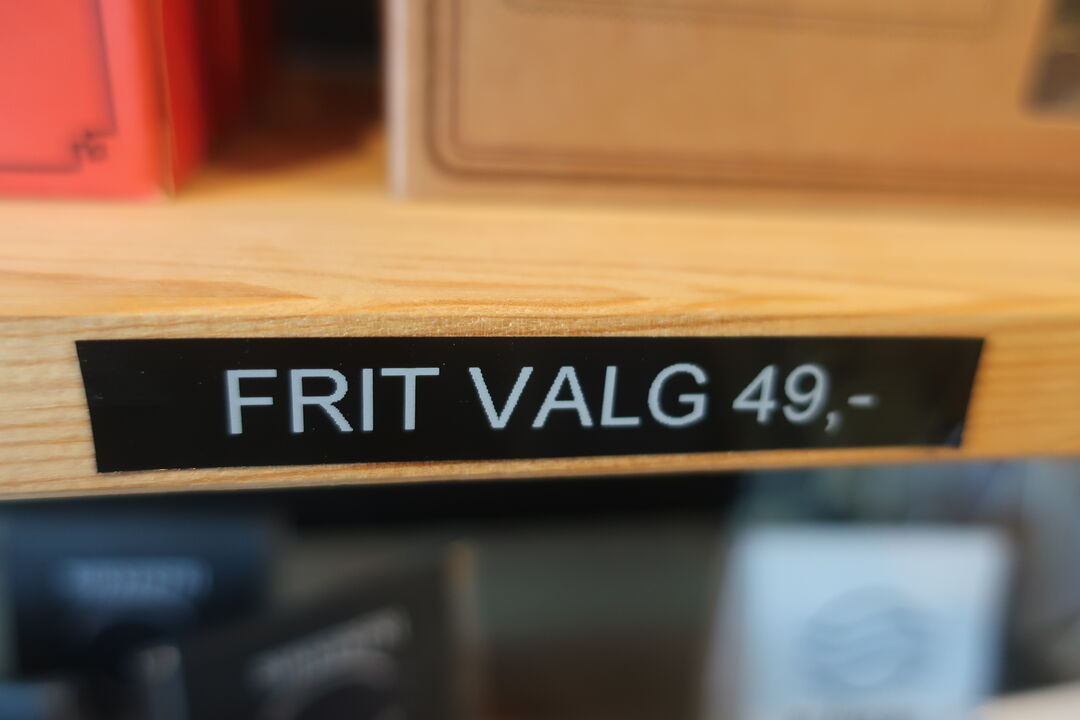 FRIT VALG 49,-